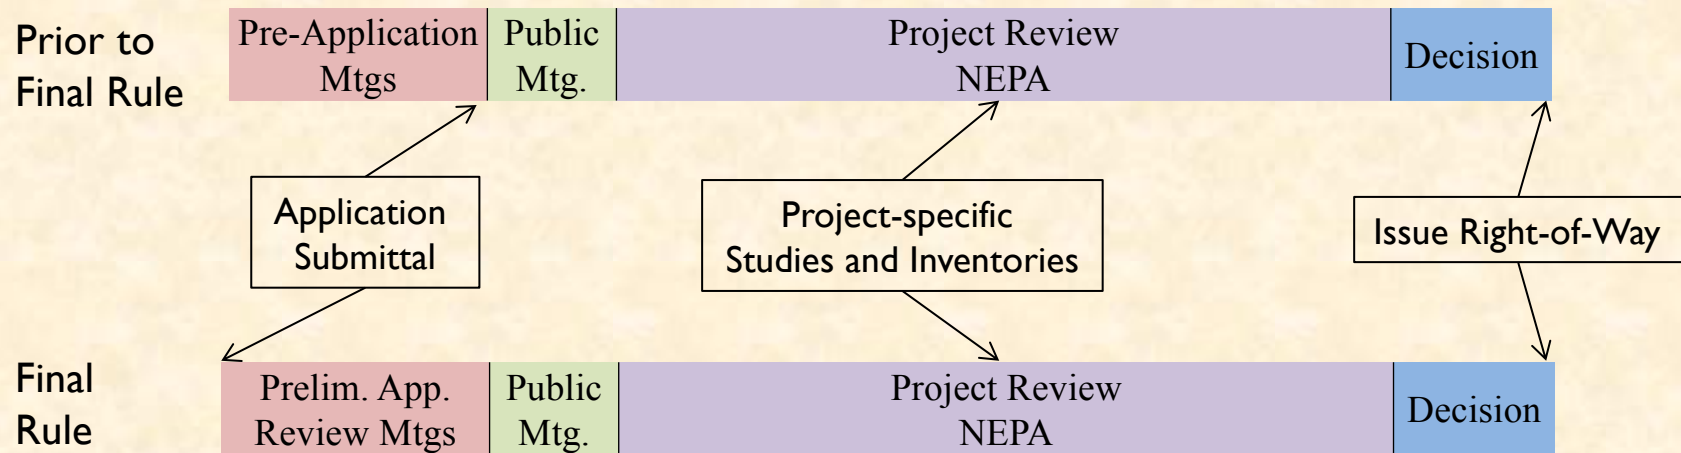 Prior to
Final Rule
Pre-Application
Mtgs
Public
Mtg.
Project Review
NEPA
Decision
Application
Submittal
Project-specific
Studies and Inventories
Issue Right-of-Way
Final
Rule
Prelim. App.
Review Mtgs
Public
Mtg.
Project Review
NEPA
Decision